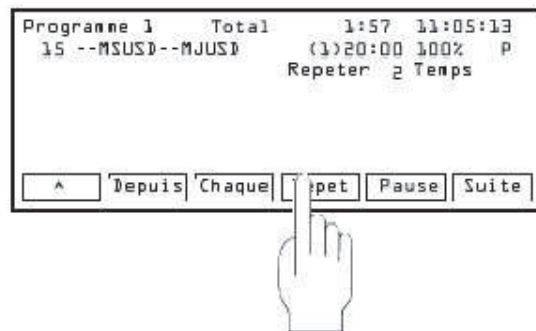 Programme 1 Total 1:57 11:05:13
15 --MSUSD--MJUSD (1)20:00 100% P
Repeter 2 Temps
^ Depuis Chaque Repet Pause Suite